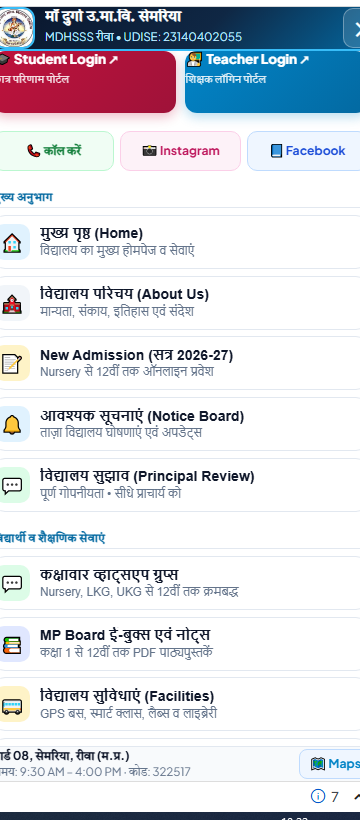 माँ दुर्गा उ.मा.वि. सेमरिया
MDHSSS रीवा • UDISE: 23140402055
Student Login ↗
छात्र परिणाम पोर्टल
Teacher Login ↗
शिक्षक लॉगिन पोर्टल
कॉल करें
Instagram
Facebook
मुख्य अनुभाग
मुख्य पृष्ठ (Home)
विद्यालय का मुख्य होमपेज व सेवाएं
विद्यालय परिचय (About Us)
मान्यता, संकाय, इतिहास एवं संदेश
New Admission (सत्र 2026-27)
Nursery से 12वीं तक ऑनलाइन प्रवेश
आवश्यक सूचनाएं (Notice Board)
ताज़ा विद्यालय घोषणाएं एवं अपडेट्स
विद्यालय सुझाव (Principal Review)
पूर्ण गोपनीयता • सीधे प्राचार्य को
विद्यार्थी व शैक्षणिक सेवाएं
कक्षावार व्हाट्सएप ग्रुप्स
Nursery, LKG, UKG से 12वीं तक क्रमबद्ध
MP Board ई-बुक्स एवं नोट्स
कक्षा 1 से 12वीं तक PDF पाठ्यपुस्तकें
विद्यालय सुविधाएं (Facilities)
GPS बस, स्मार्ट क्लास, लैब्स व लाइब्रेरी
वार्ड 08, सेमरिया, रीवा (म.प्र.)
समय: 9:30 AM – 4:00 PM · कोड: 322517
Maps
7